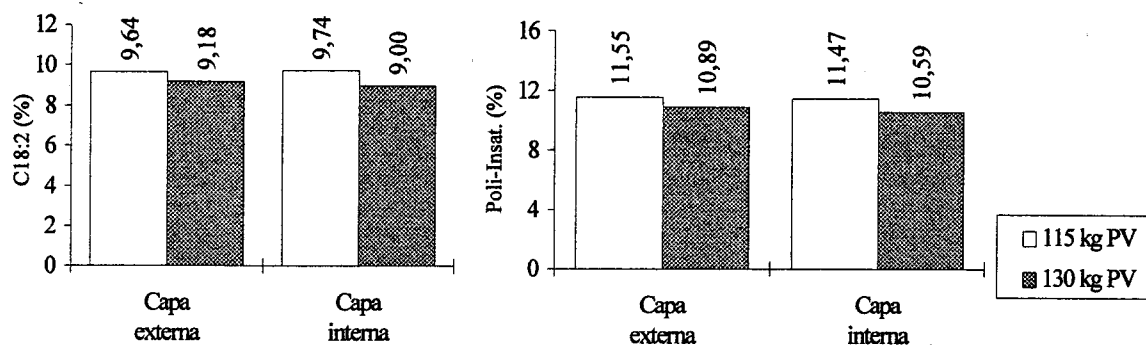 C18:2 (%)
12
10
8
6
4
2
0
9,64
9,18
9,74
9,00
Capa
externa
Capa
interna
Poli-Insat. (%)
16
12
8
4
0
11,55
10,89
11,47
10,59
Capa
externa
Capa
interna
115 kg PV
130 kg PV